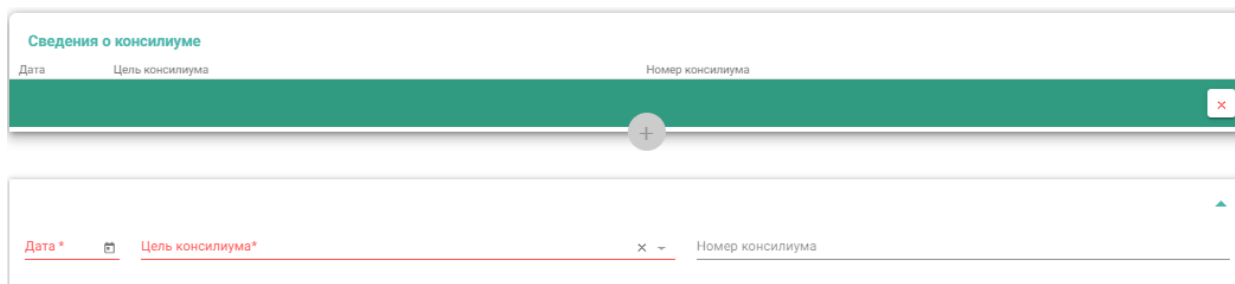 Сведения о консилиуме
Дата Цель консилиума Номер консилиума
Дата * Цель консилиума* Номер консилиума